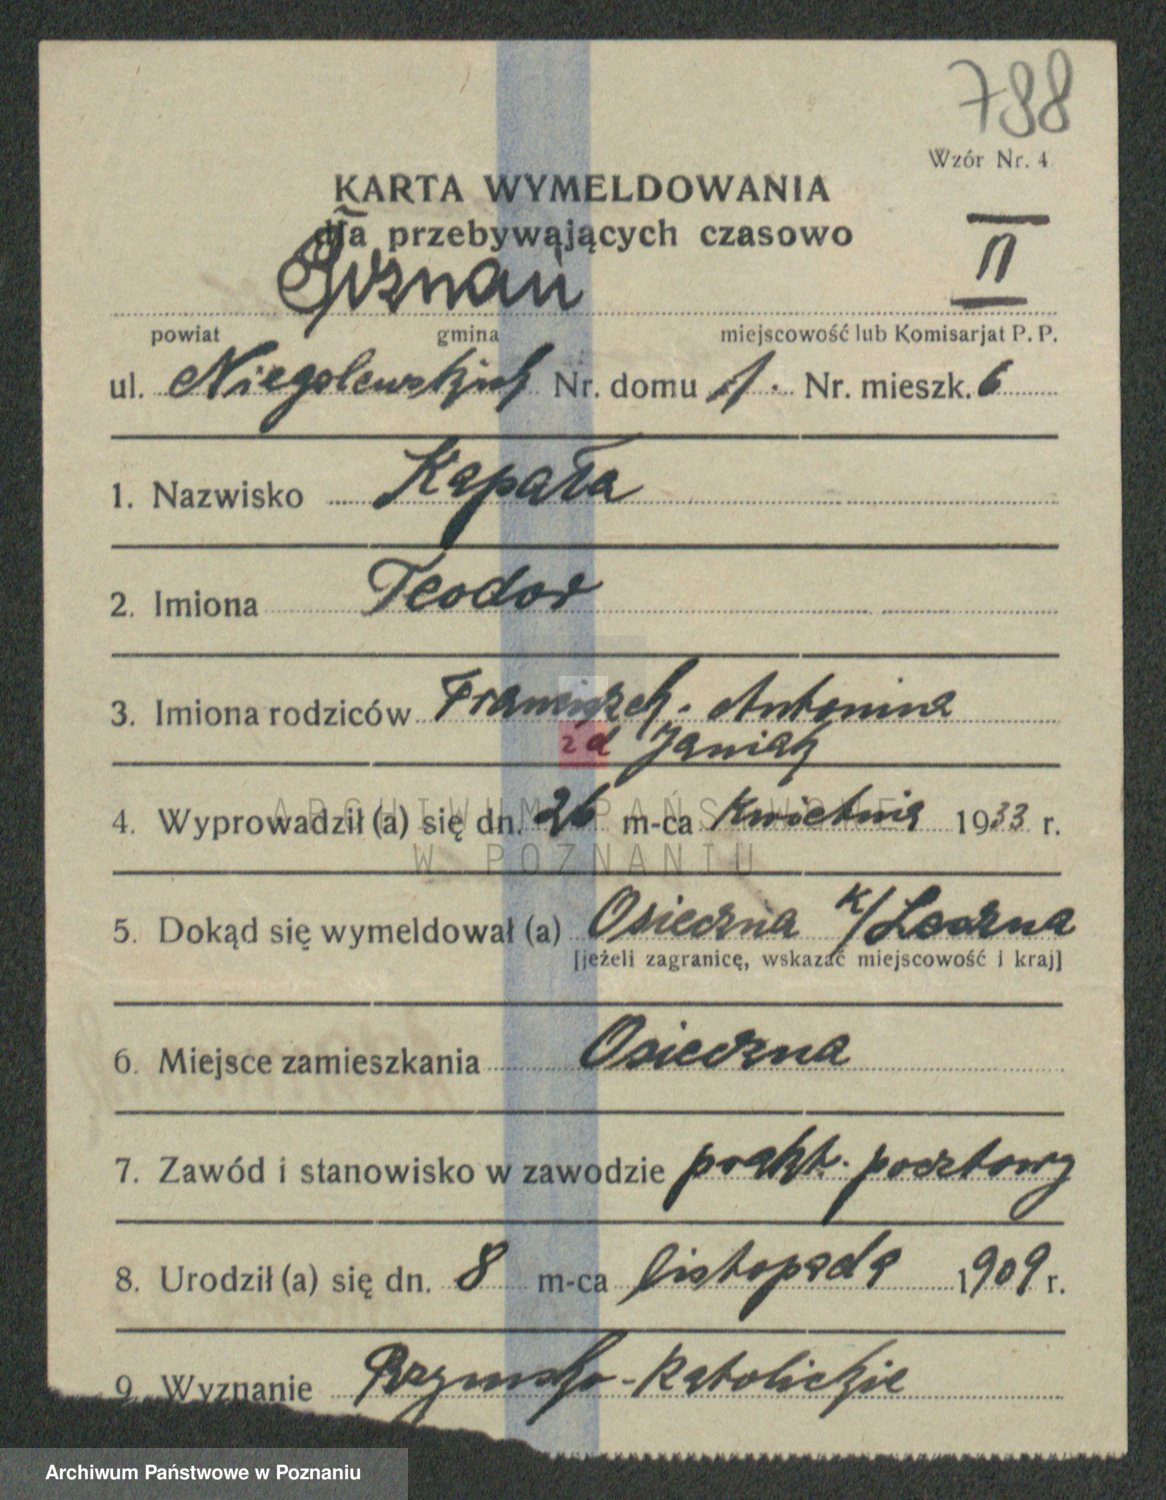 788
Wzór Nr. 4
KARTA WYMELDOWANIA
dla przebywających czasowo
Poznań
II
powiat gmina miejscowość lub Komisarjat P. P.
ul. Niegolewskich Nr. domu 1. Nr. mieszk. 6
1. Nazwisko Kapała
2. Imiona Teodor
3. Imiona rodziców Franciszek - Antonina
z d Janiak
4. Wyprowadził (a) się dn. 26 m-ca kwietnia 1933 r.
ARCHIWUM PAŃSTWOWE
W POZNANIU
5. Dokąd się wymeldował (a) Osieczna k/Leszna
[jeżeli zagranicę, wskazać miejscowość i kraj]
6. Miejsce zamieszkania Osieczna
7. Zawód i stanowisko w zawodzie prakt. pocztowy
8. Urodził (a) się dn. 8 m-ca listopada 1909 r.
9. Wyznanie Rzymsko-katolickie
Archiwum Państwowe w Poznaniu